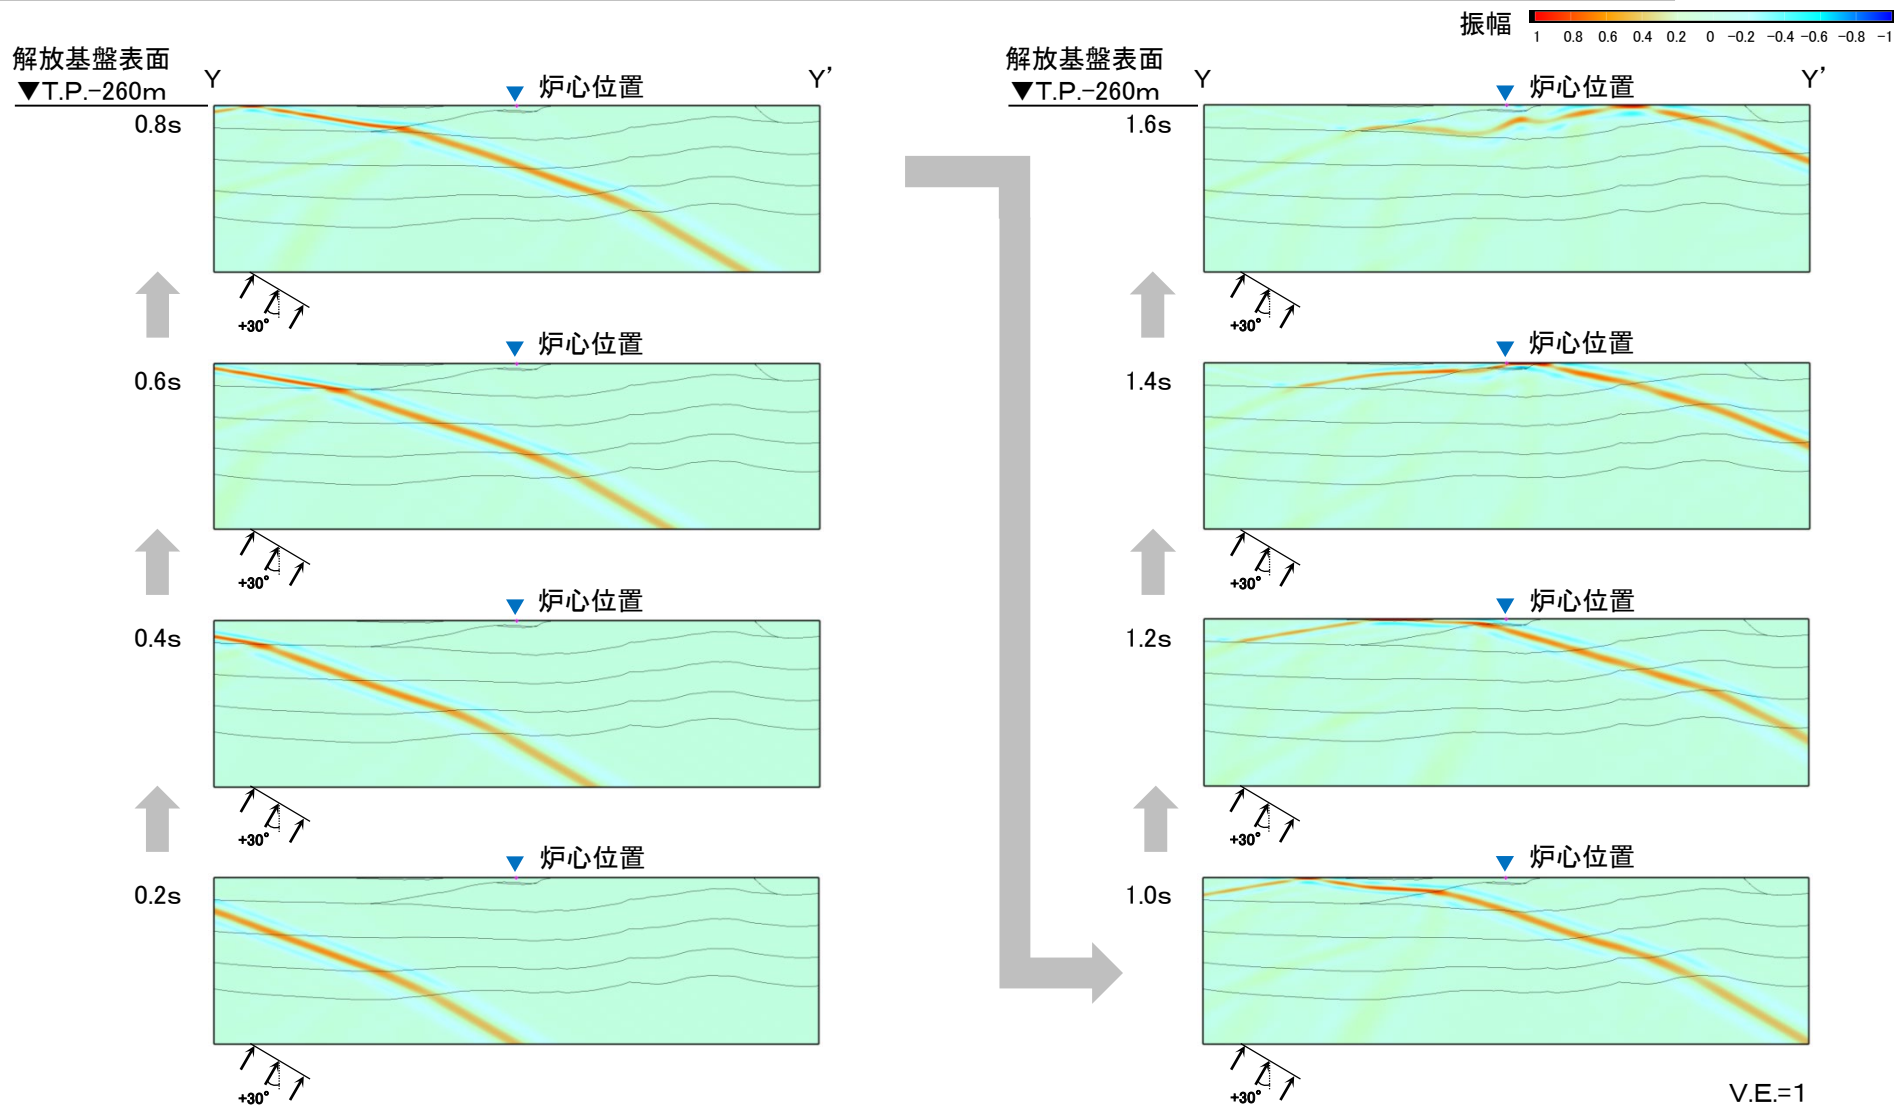 振幅
1 0.8 0.6 0.4 0.2 0 -0.2 -0.4 -0.6 -0.8 -1
解放基盤表面
▼T.P.-260m
Y
▼炉心位置
Y'
0.8s
+30°
▼炉心位置
0.6s
+30°
▼炉心位置
0.4s
+30°
▼炉心位置
0.2s
+30°
解放基盤表面
▼T.P.-260m
Y
▼炉心位置
Y'
1.6s
+30°
▼炉心位置
1.4s
+30°
▼炉心位置
1.2s
+30°
▼炉心位置
1.0s
+30°
V.E.=1